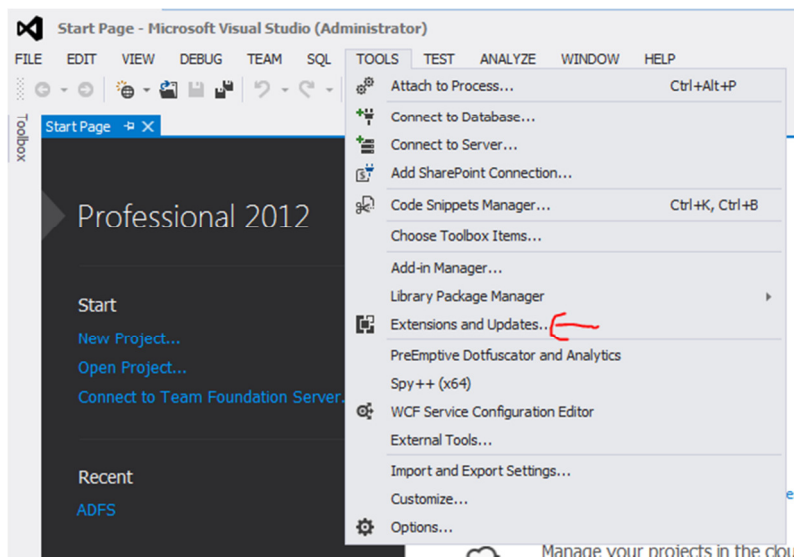 Start Page - Microsoft Visual Studio (Administrator)
FILE EDIT VIEW DEBUG TEAM SQL TOOLS TEST ANALYZE WINDOW HELP
Toolbox
Start Page
Professional 2012
Start
New Project...
Open Project...
Connect to Team Foundation Server.
Recent
ADFS
Attach to Process... Ctrl+Alt+P
Connect to Database...
Connect to Server...
Add SharePoint Connection...
Code Snippets Manager... Ctrl+K, Ctrl+B
Choose Toolbox Items...
Add-in Manager...
Library Package Manager
Extensions and Updates..
PreEmptive Dotfuscator and Analytics
Spy++ (x64)
WCF Service Configuration Editor
External Tools...
Import and Export Settings...
Customize...
Options...
Manage your projects in the clou